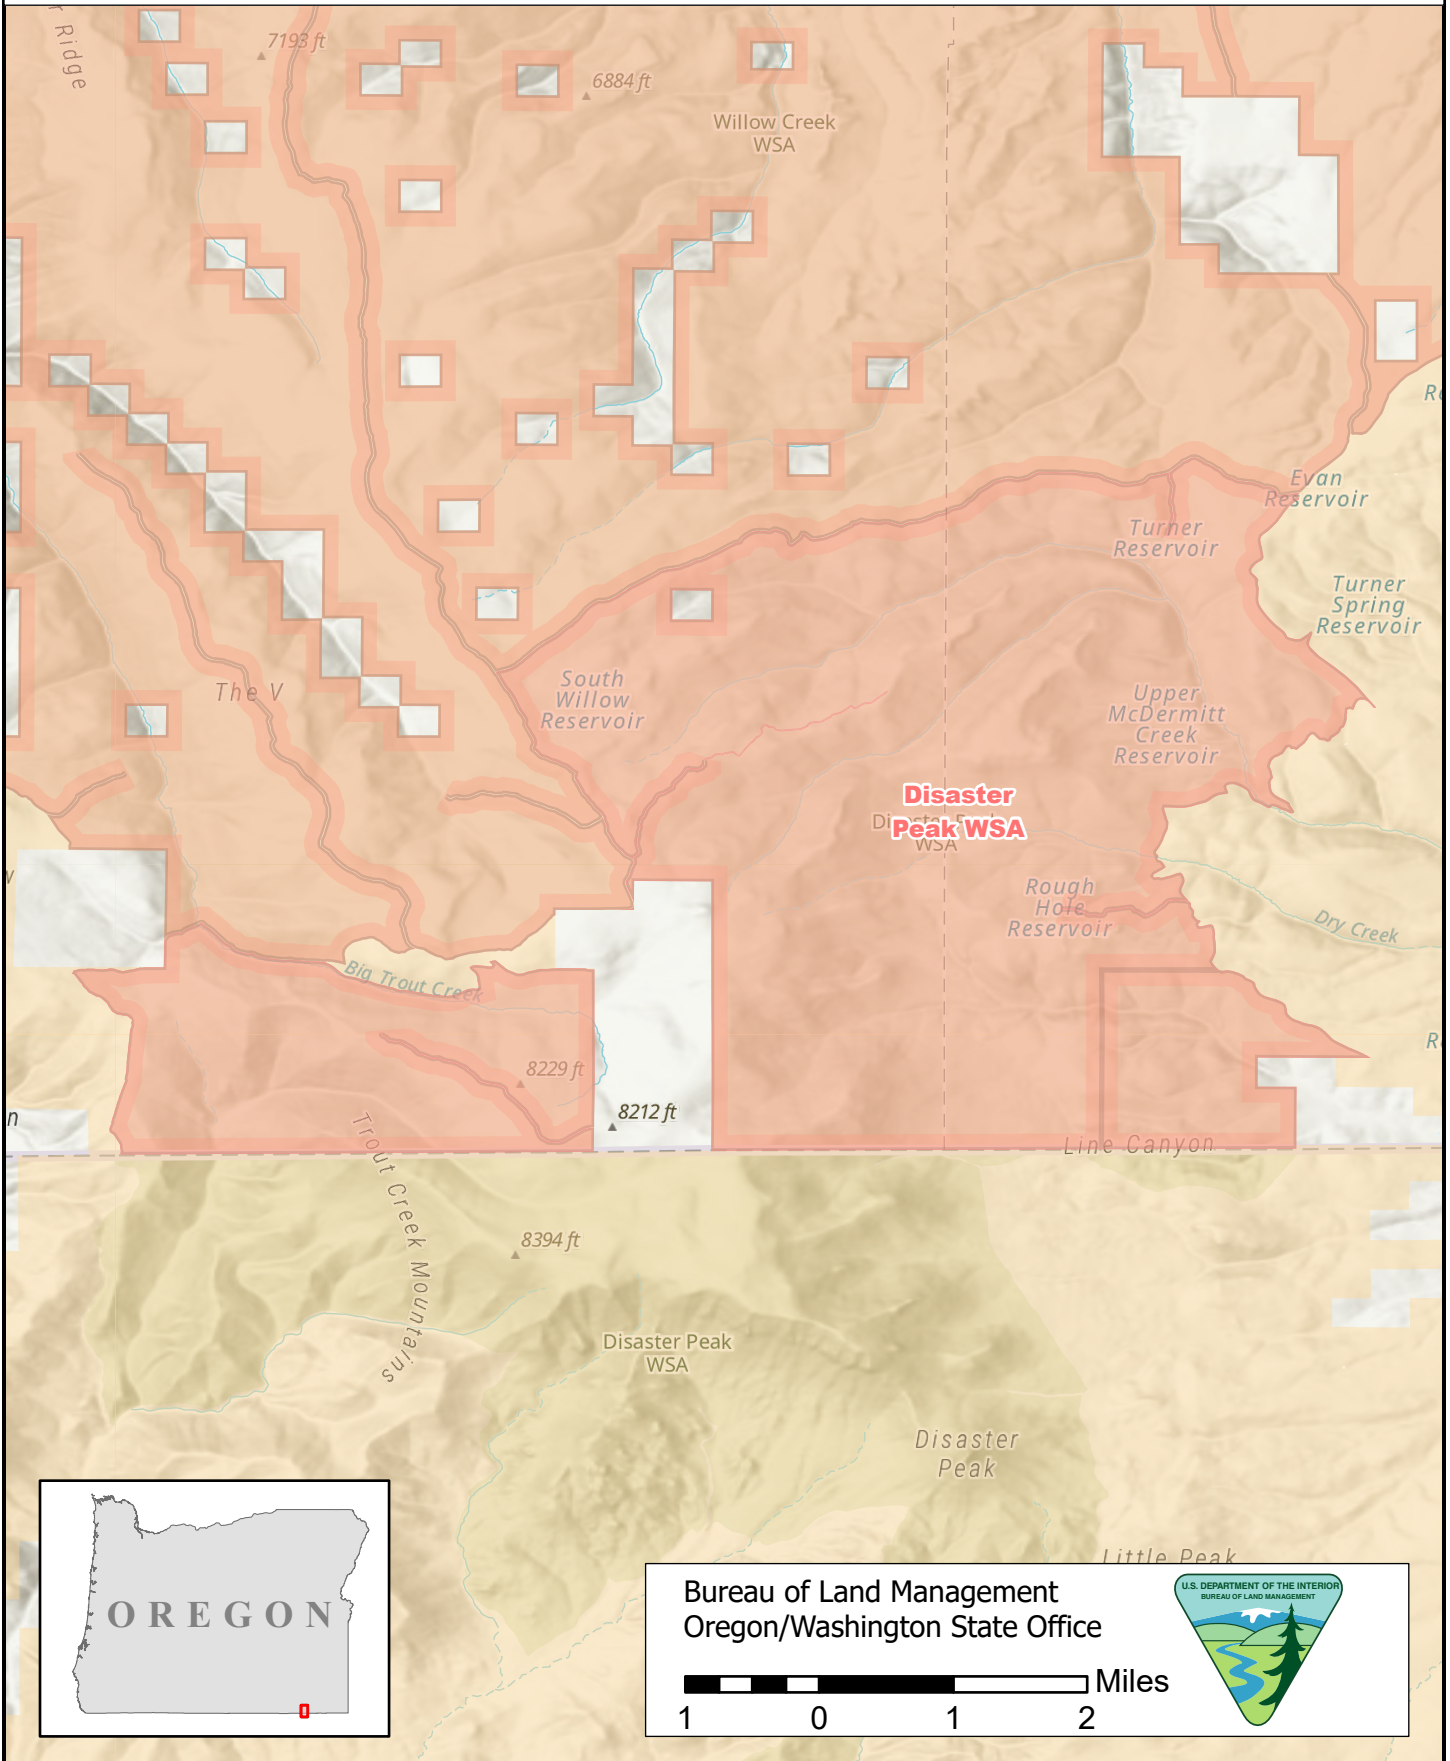 r Ridge
7193 ft
6884 ft
Willow Creek
WSA
Evan
Reservoir
Turner
Reservoir
Turner
Spring
Reservoir
The V
South
Willow
Reservoir
Upper
McDermitt
Creek
Reservoir
Disaster
Peak WSA
WSA
Rough
Hole
Reservoir
Dry Creek
Big Trout Creek
8229 ft
8212 ft
n
Line Canyon
Trout Creek Mountains
8394 ft
Disaster Peak
WSA
Disaster
Peak
Little Peak
OREGON
Bureau of Land Management
Oregon/Washington State Office
Miles
1 0 1 2
U.S. DEPARTMENT OF THE INTERIOR
BUREAU OF LAND MANAGEMENT